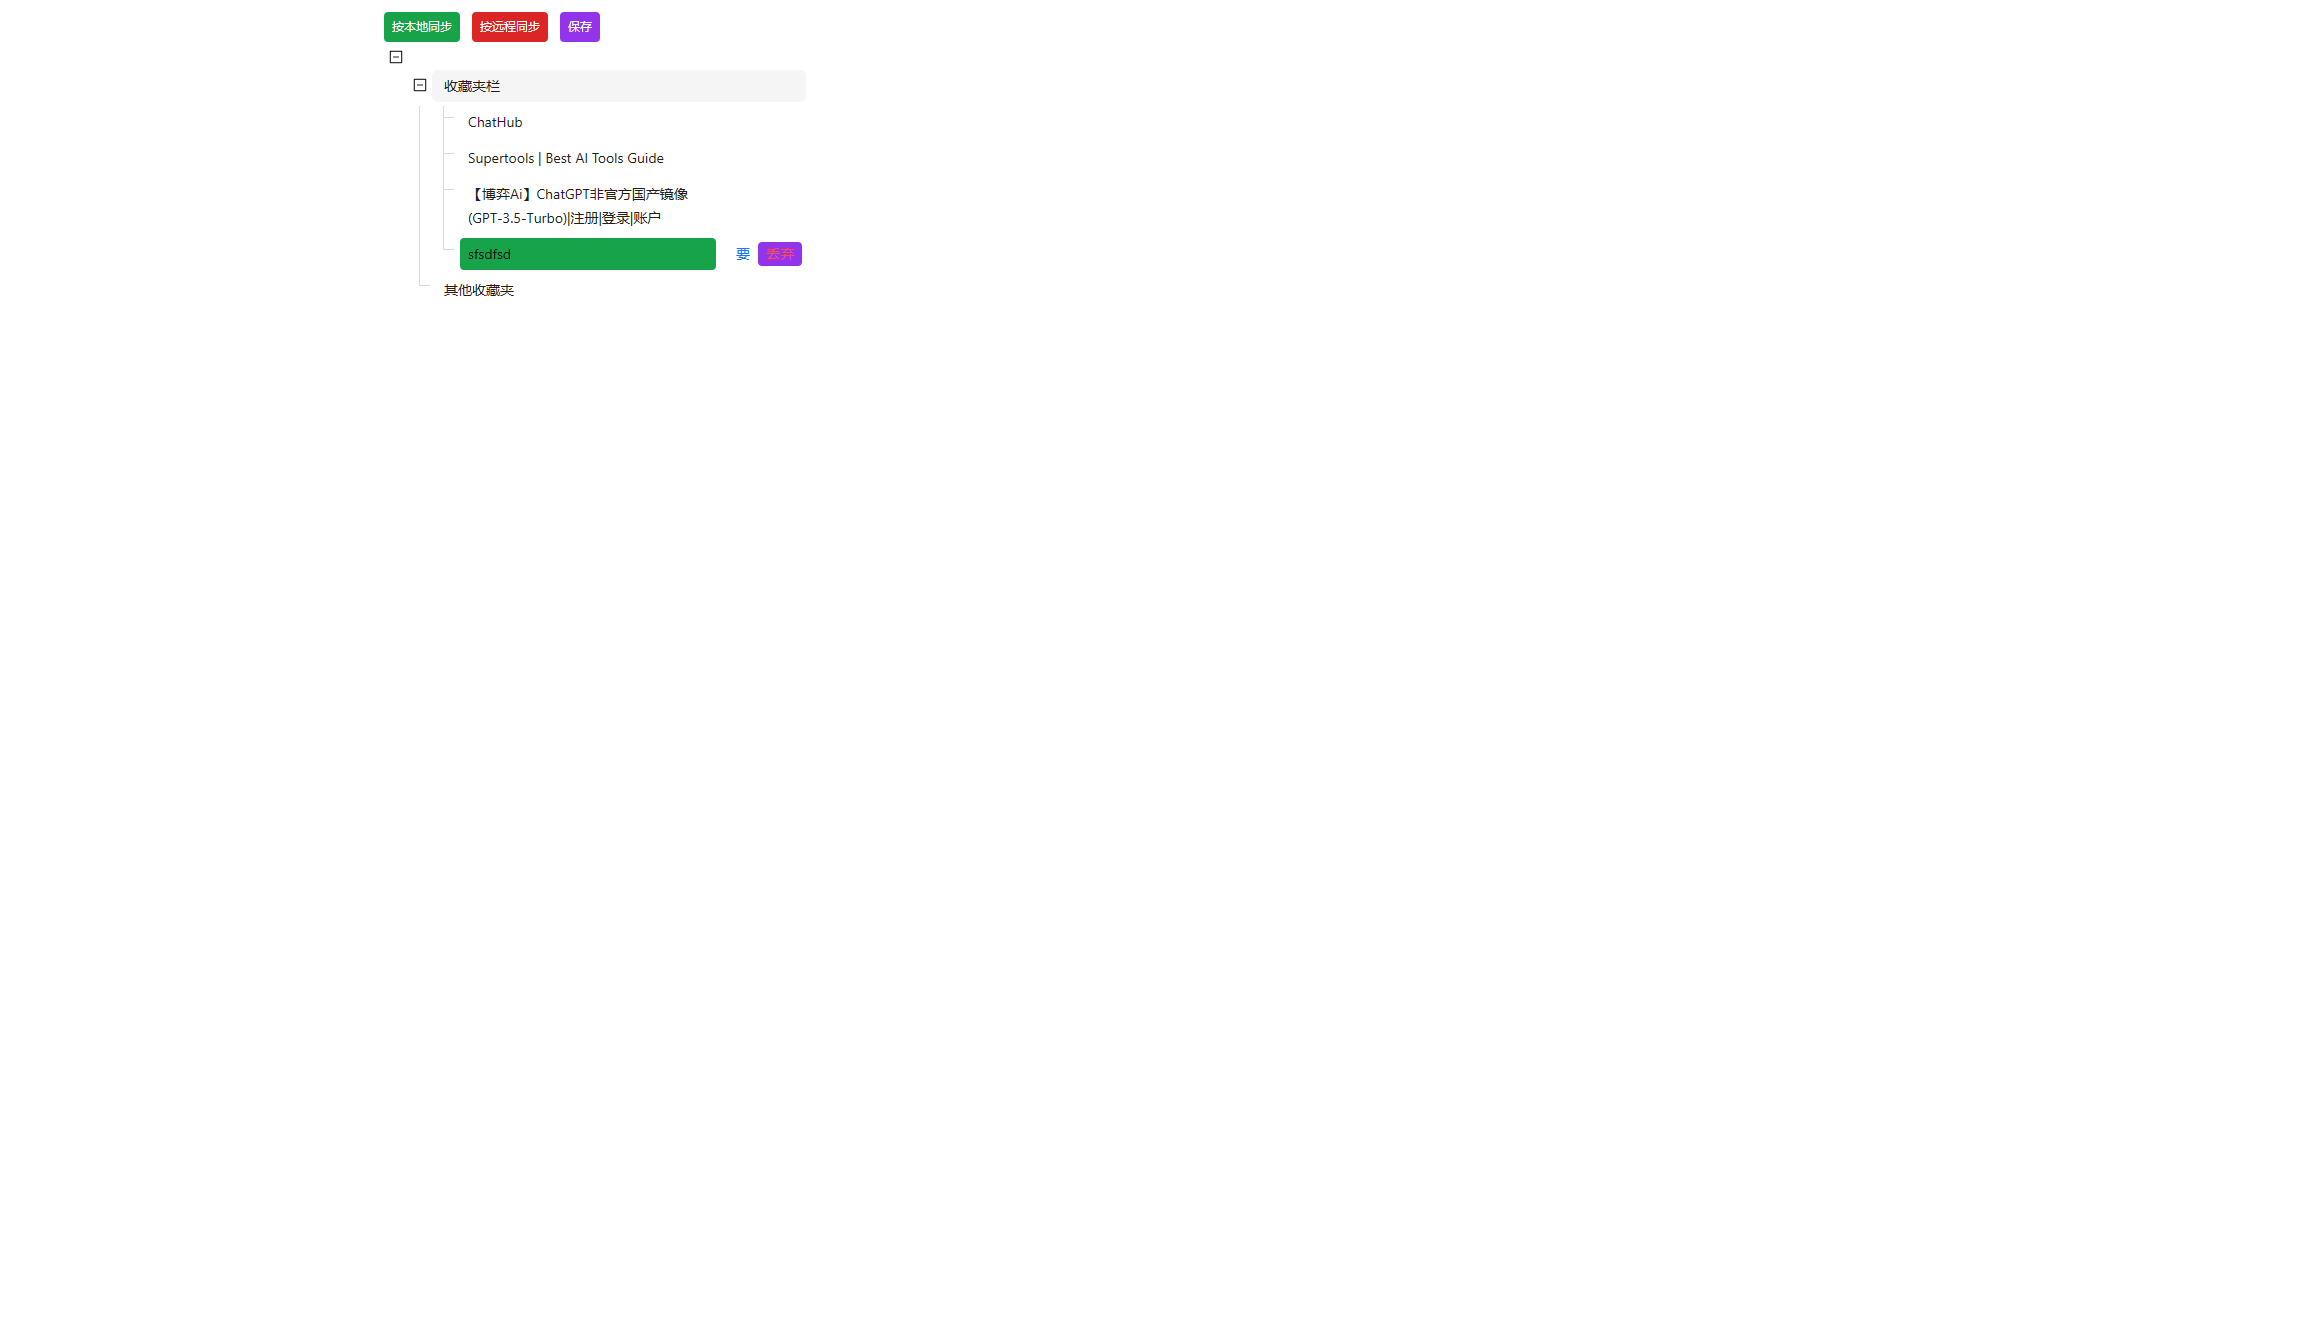 按本地同步 按远程同步 保存
收藏夹栏
ChatHub
Supertools | Best AI Tools Guide
【博弈Ai】ChatGPT非官方国产镜像
(GPT-3.5-Turbo)|注册|登录|账户
sfsdfsd 要 丢弃
其他收藏夹